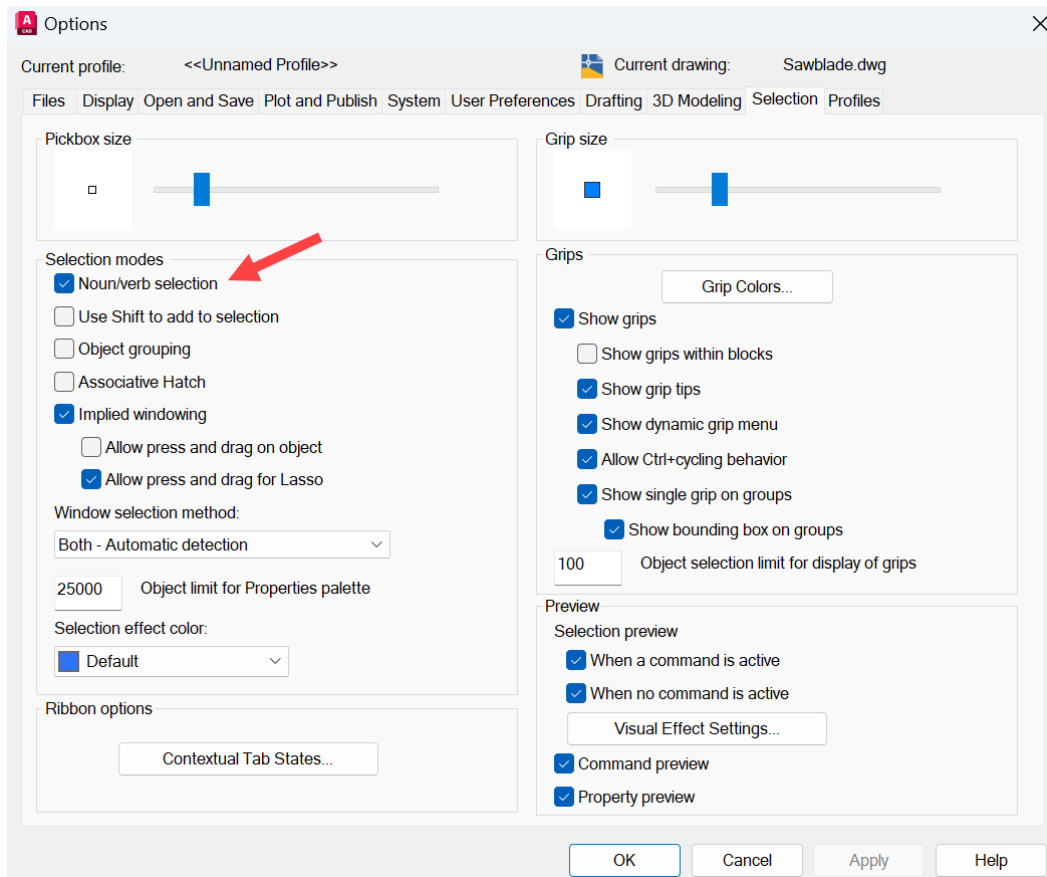 A
CAD
Options
Current profile: <<Unnamed Profile>> Current drawing: Sawblade.dwg
Files Display Open and Save Plot and Publish System User Preferences Drafting 3D Modeling Selection Profiles
Pickbox size
Selection modes
Noun/verb selection
Use Shift to add to selection
Object grouping
Associative Hatch
Implied windowing
Allow press and drag on object
Allow press and drag for Lasso
Window selection method:
Both - Automatic detection
25000 Object limit for Properties palette
Selection effect color:
Default
Ribbon options
Contextual Tab States...
Grip size
Grips
Grip Colors...
Show grips
Show grips within blocks
Show grip tips
Show dynamic grip menu
Allow Ctrl+cycling behavior
Show single grip on groups
Show bounding box on groups
100 Object selection limit for display of grips
Preview
Selection preview
When a command is active
When no command is active
Visual Effect Settings...
Command preview
Property preview
OK Cancel Apply Help